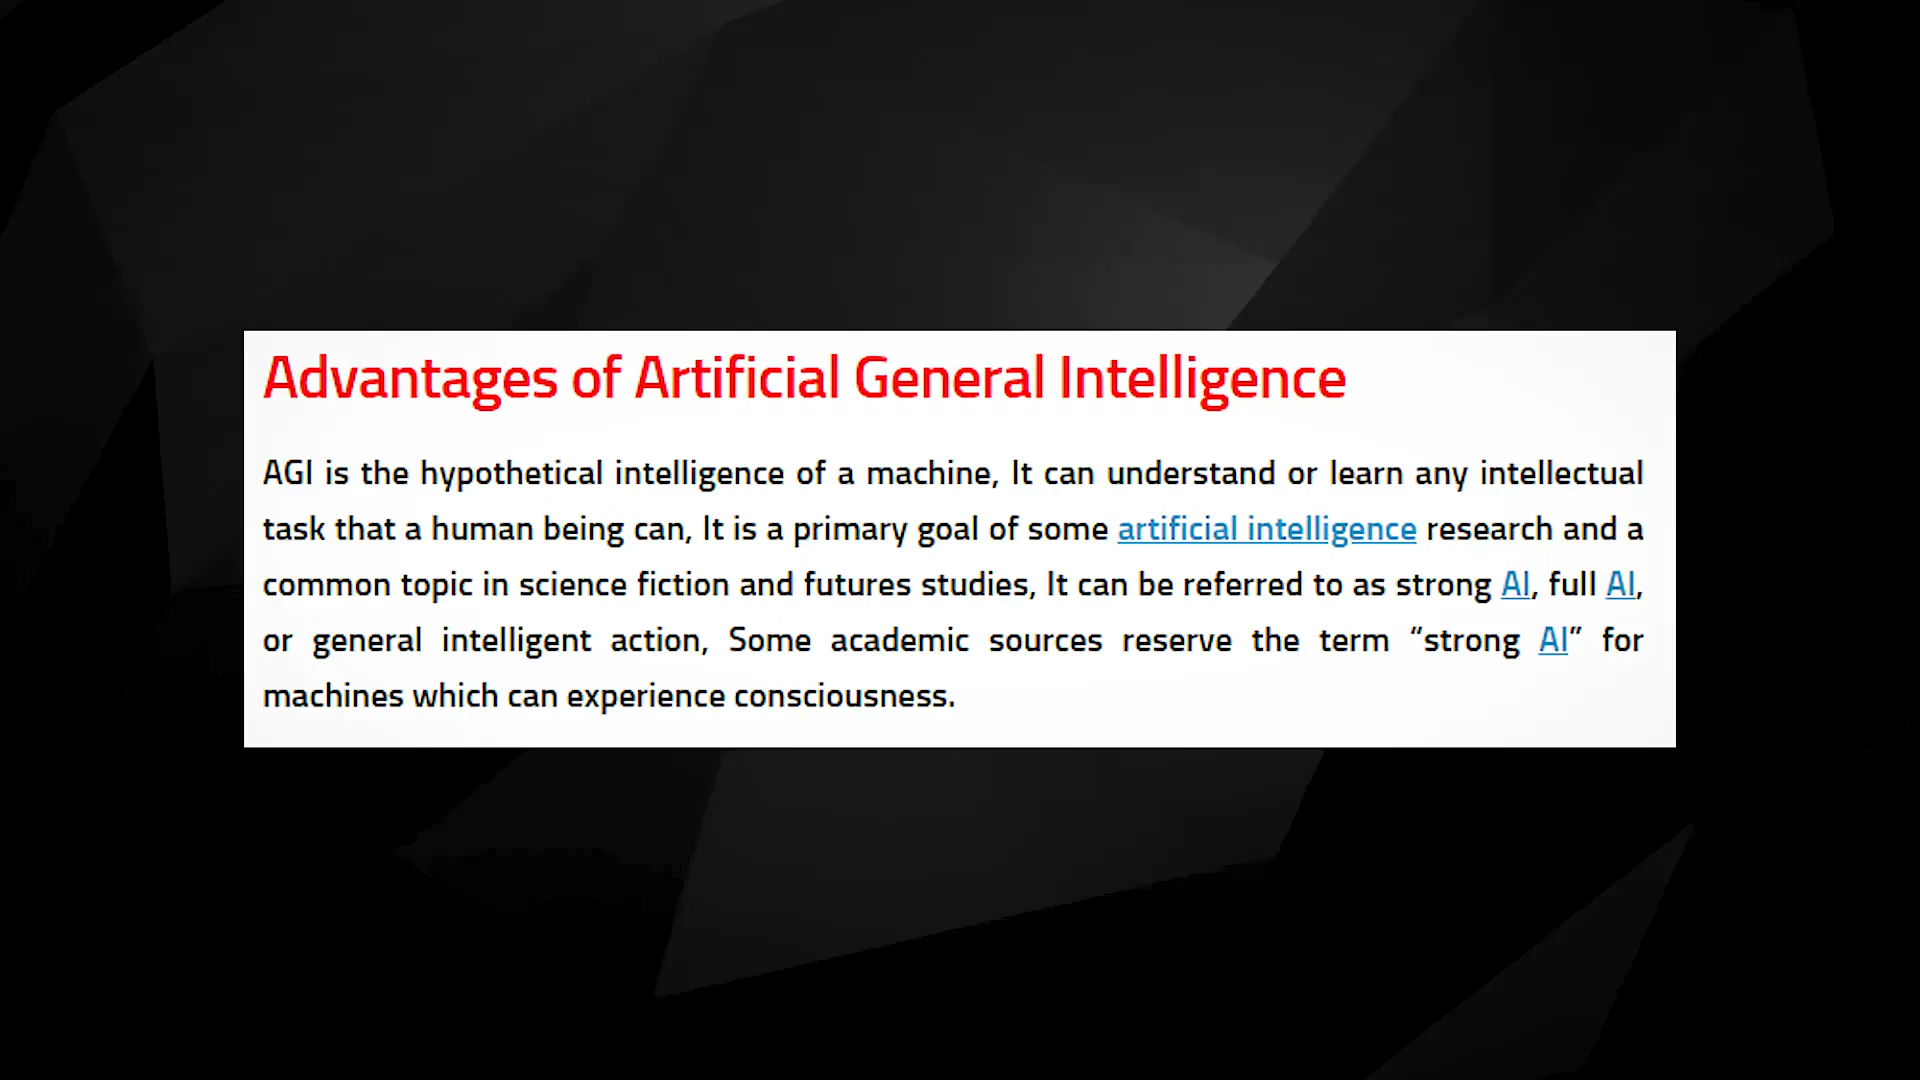 Advantages of Artificial General Intelligence
AGI is the hypothetical intelligence of a machine, It can understand or learn any intellectual
task that a human being can, It is a primary goal of some artificial intelligence research and a
common topic in science fiction and futures studies, It can be referred to as strong AI, full AI,
or general intelligent action, Some academic sources reserve the term “strong AI” for
machines which can experience consciousness.